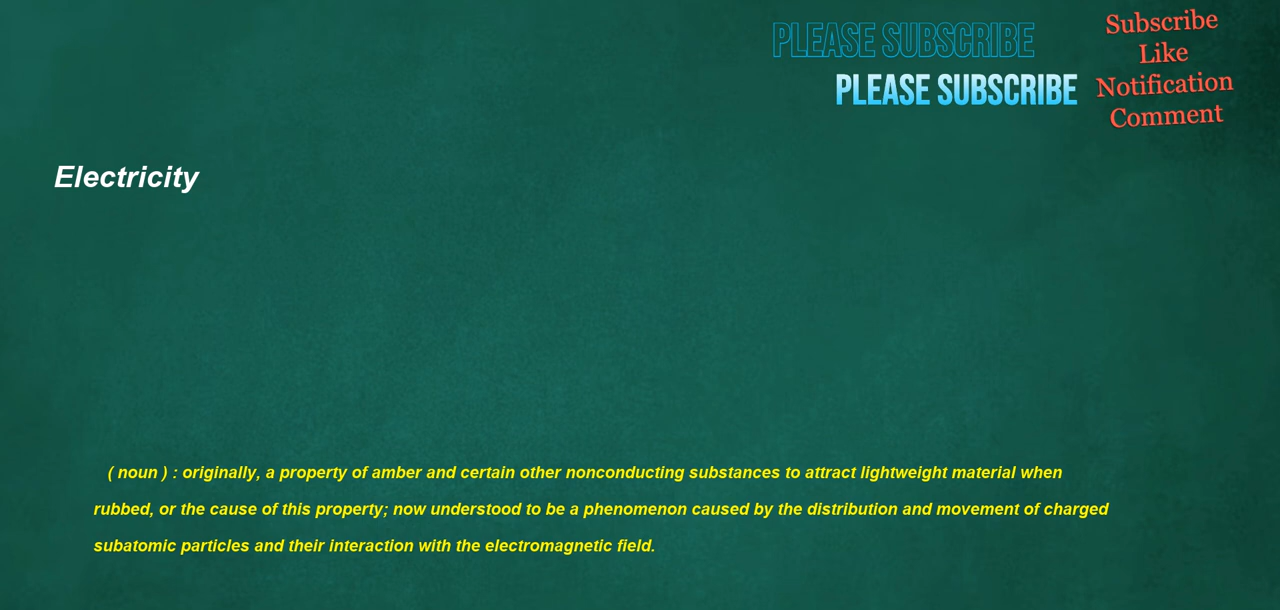 PLEASE SUBSCRIBE
PLEASE SUBSCRIBE
Subscribe
Like
Notification
Comment
Electricity
( noun ) : originally, a property of amber and certain other nonconducting substances to attract lightweight material when
rubbed, or the cause of this property; now understood to be a phenomenon caused by the distribution and movement of charged
subatomic particles and their interaction with the electromagnetic field.